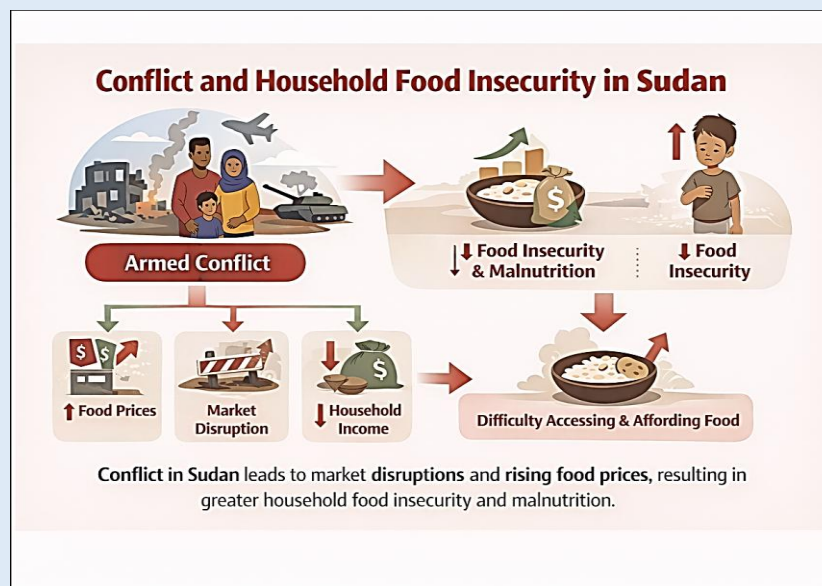 Conflict and Household Food Insecurity in Sudan
Armed Conflict
$
↓ ↓ Food Insecurity
& Malnutrition
↓ Food
Insecurity
$ $
↑ Food Prices
Market
Disruption
$
↓ Household
Income
Difficulty Accessing & Affording Food
Conflict in Sudan leads to market disruptions and rising food prices, resulting in
greater household food insecurity and malnutrition.